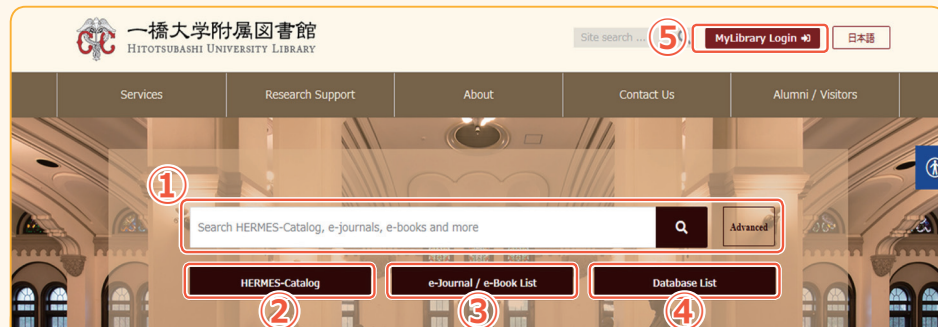 一橋大学附属図書館
HITOTSUBASHI UNIVERSITY LIBRARY
Site search ...
⑤
MyLibrary Login
日本語
Services
Research Support
About
Contact Us
Alumni / Visitors
①
Search HERMES-Catalog, e-journals, e-books and more
Advanced
HERMES-Catalog
e-Journal / e-Book List
Database List
②
③
④